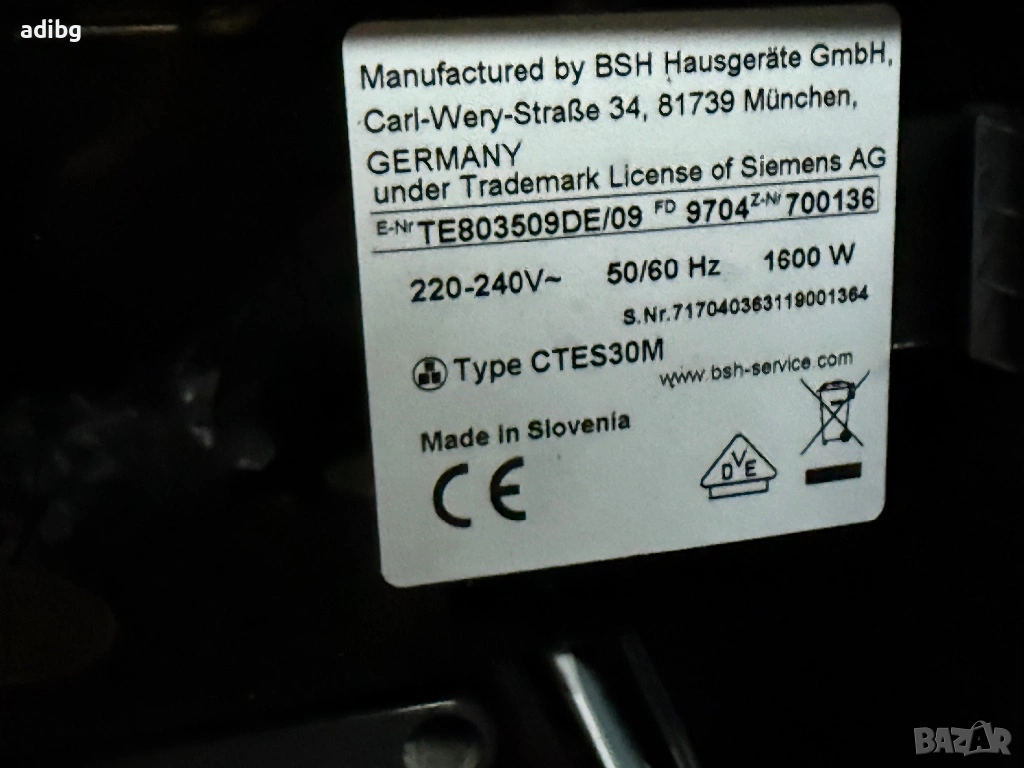 adibg
Manufactured by BSH Hausgeräte GmbH,
Carl-Wery-Straße 34, 81739 München,
GERMANY
under Trademark License of Siemens AG
E-Nr TE803509DE/09 FD 9704 Z-Nr 700136
220-240V~ 50/60 Hz 1600 W
S.Nr.717040363119001364
Type CTES30M
www.bsh-service.com
Made in Slovenia
CE
DVE
BAZAR